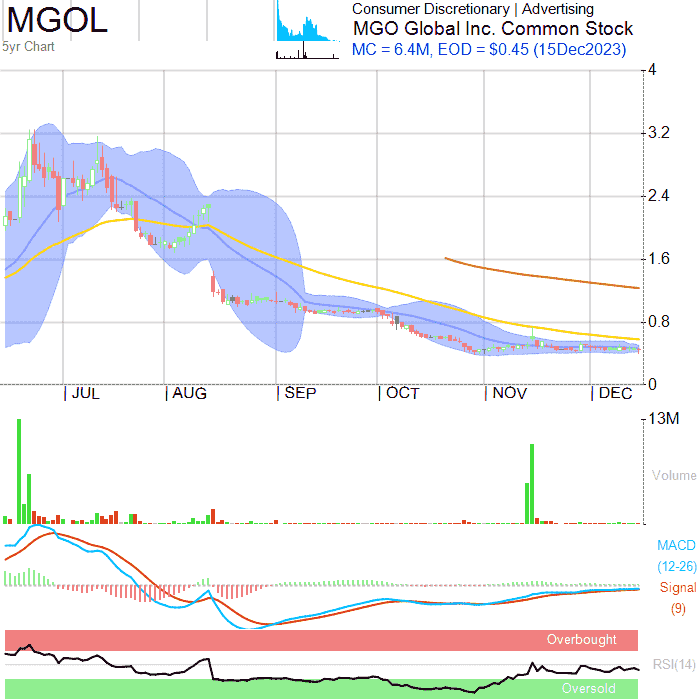 MGOL
5yr Chart
Consumer Discretionary | Advertising
MGO Global Inc. Common Stock
MC = 6.4M, EOD = $0.45 (15Dec2023)
4
3.2
2.4
1.6
0.8
0
JUL AUG SEP OCT NOV DEC
13M
Volume
MACD
(12-26)
Signal
(9)
Overbought
RSI(14)
Oversold